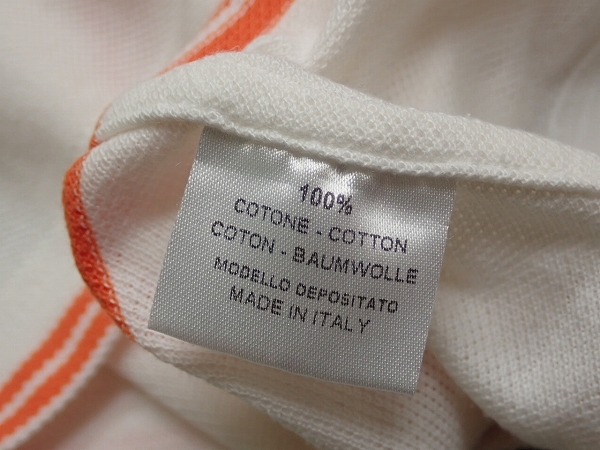 100%
COTONE - COTTON
COTON - BAUMWOLLE
MODELLO DEPOSITATO
MADE IN ITALY